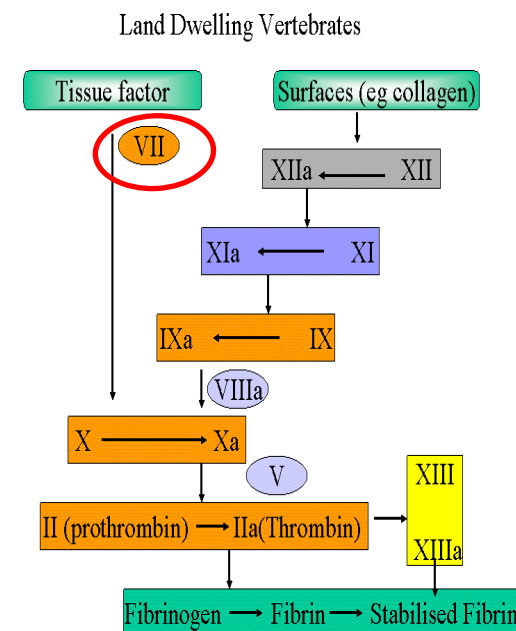 Land Dwelling Vertebrates
Tissue factor
Surfaces (eg collagen)
VII
XIIa
XII
XIa
XI
IXa
IX
VIIIa
X
Xa
V
XIII
II (prothrombin)
IIa(Thrombin)
XIIIa
Fibrinogen
Fibrin
Stabilised Fibrin